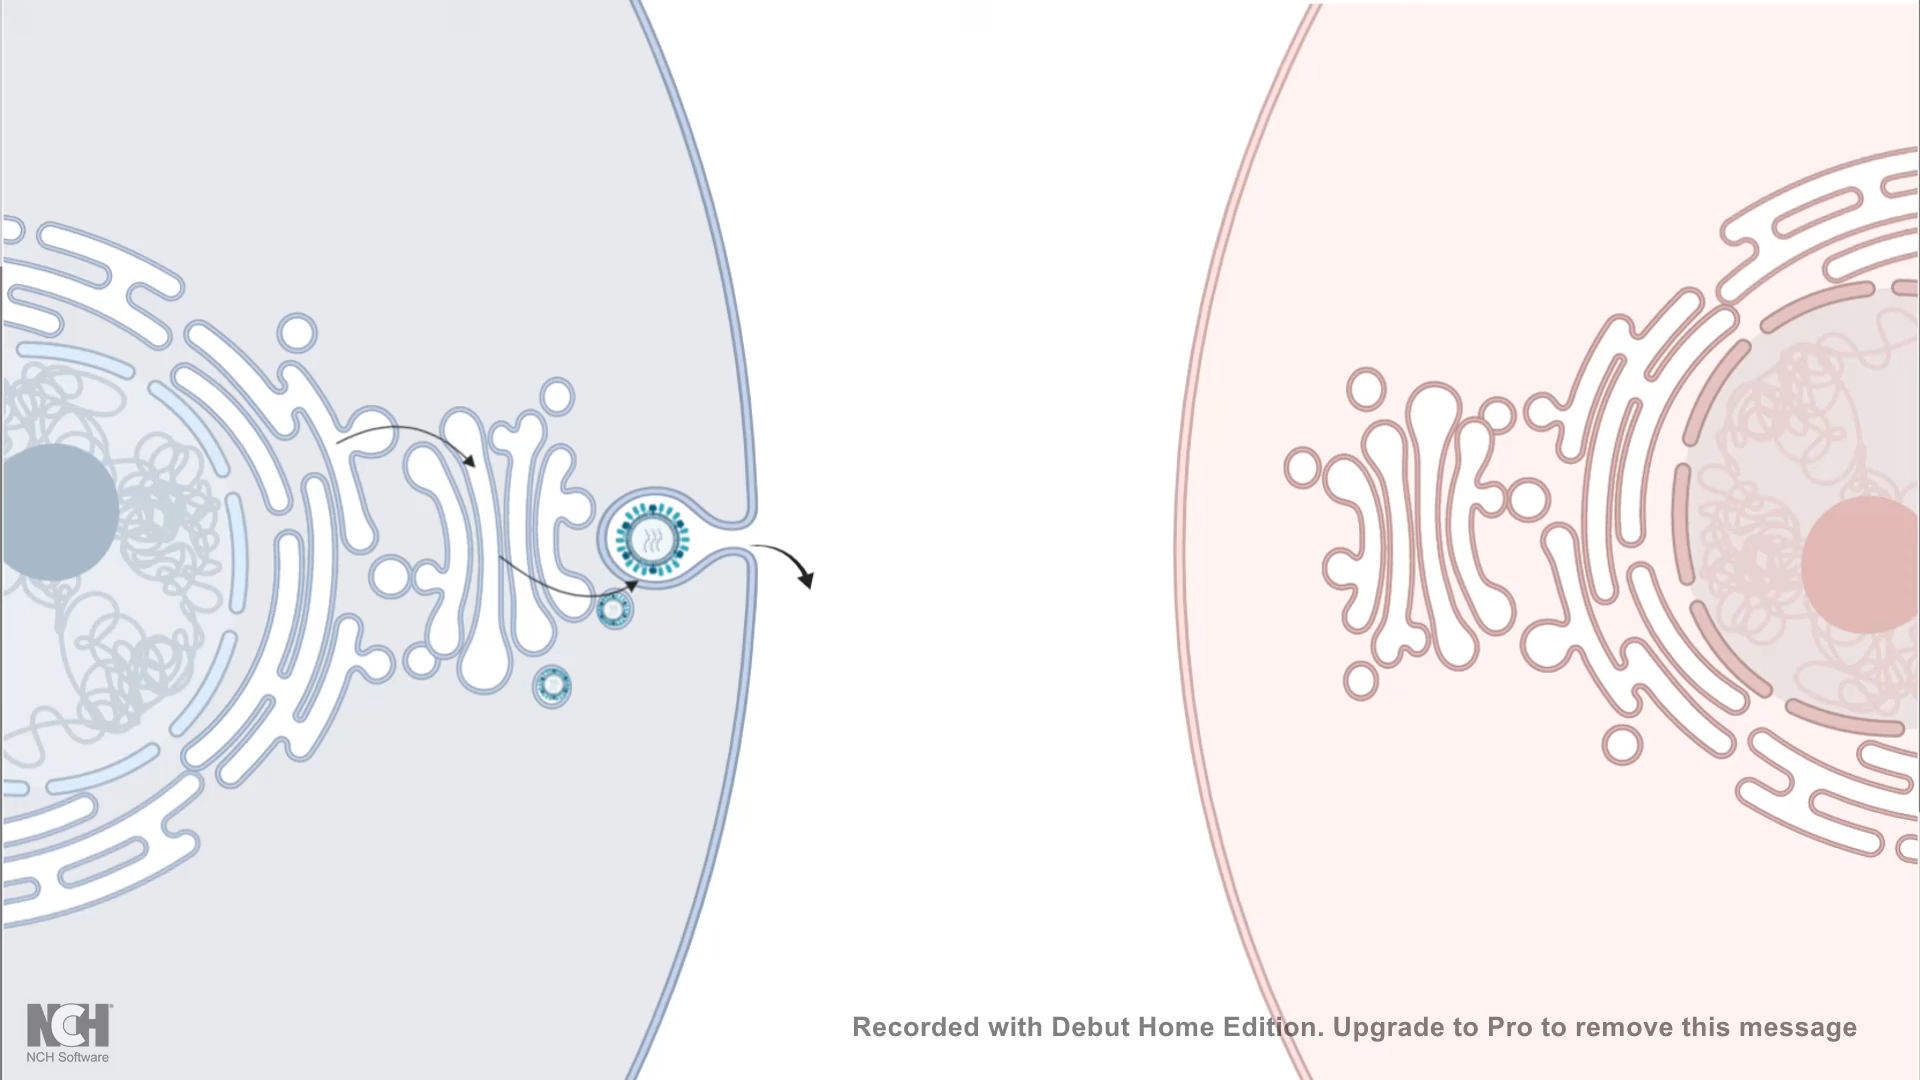 NCH
NCH Software
Recorded with Debut Home Edition. Upgrade to Pro to remove this message